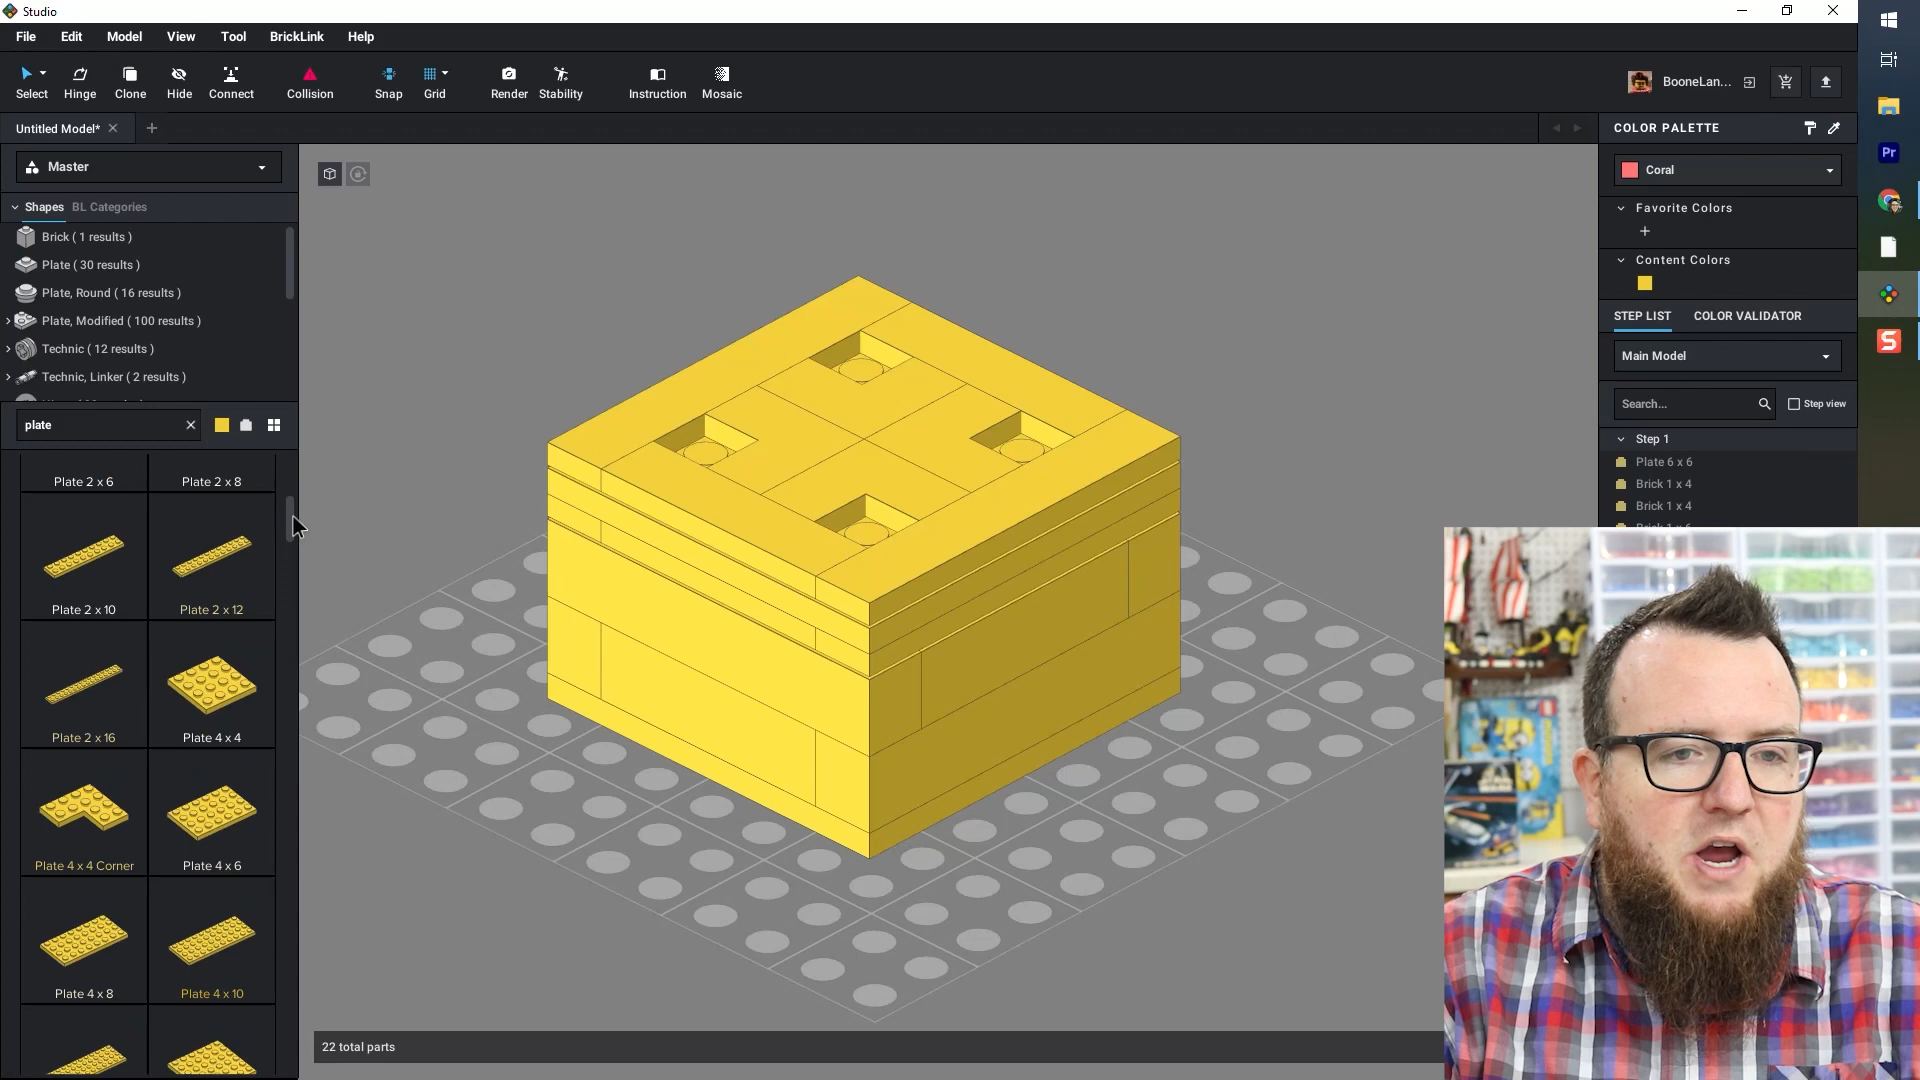 Studio
File Edit Model View Tool BrickLink Help
Select Hinge Clone Hide Connect Collision Snap Grid Render Stability Instruction Mosaic
BooneLan...
Untitled Model*
Master
Shapes BL Categories
Brick ( 1 results )
Plate ( 30 results )
Plate, Round ( 16 results )
Plate, Modified ( 100 results )
Technic ( 12 results )
Technic, Linker ( 2 results )
plate
Plate 2 x 6 Plate 2 x 8
Plate 2 x 10 Plate 2 x 12
Plate 2 x 16 Plate 4 x 4
Plate 4 x 4 Corner Plate 4 x 6
Plate 4 x 8 Plate 4 x 10
22 total parts
COLOR PALETTE
Coral
Favorite Colors
+
Content Colors
STEP LIST COLOR VALIDATOR
Main Model
Search... Step view
Step 1
Plate 6 x 6
Brick 1 x 4
Brick 1 x 4
Pr
S